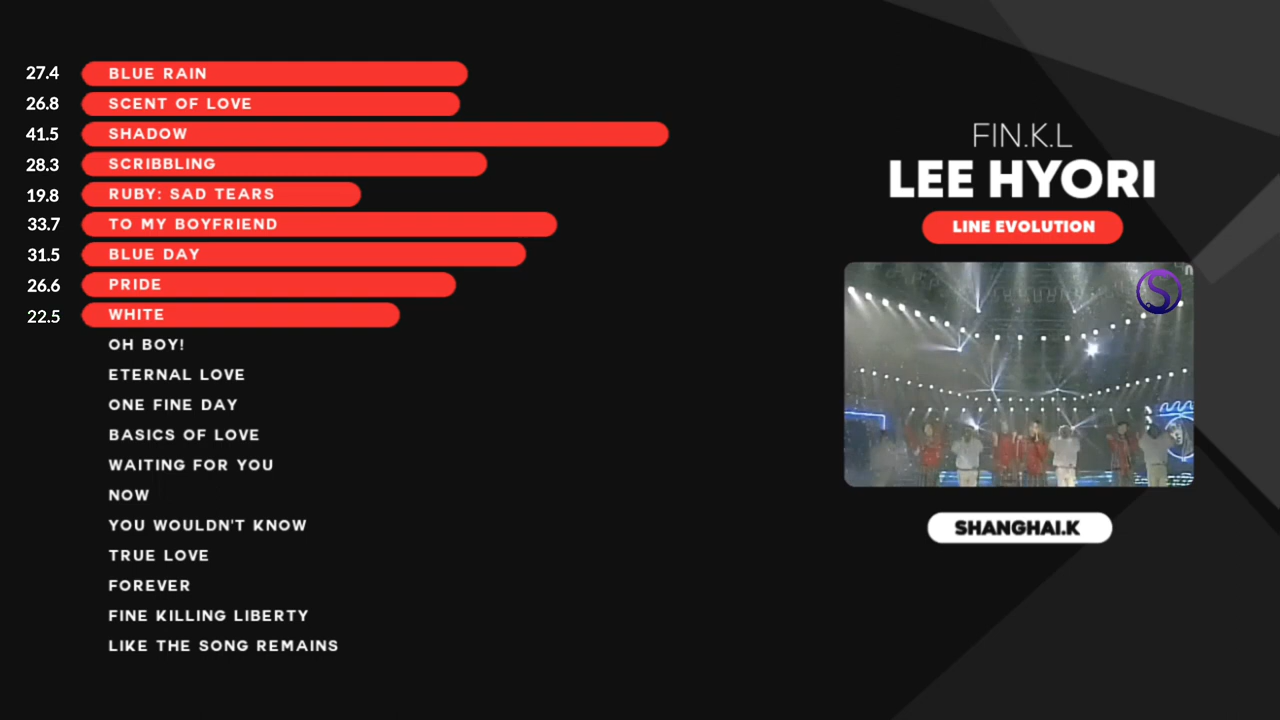 27.4 BLUE RAIN
26.8 SCENT OF LOVE
41.5 SHADOW
28.3 SCRIBBLING
19.8 RUBY: SAD TEARS
33.7 TO MY BOYFRIEND
31.5 BLUE DAY
26.6 PRIDE
22.5 WHITE
OH BOY!
ETERNAL LOVE
ONE FINE DAY
BASICS OF LOVE
WAITING FOR YOU
NOW
YOU WOULDN'T KNOW
TRUE LOVE
FOREVER
FINE KILLING LIBERTY
LIKE THE SONG REMAINS
FIN.K.L
LEE HYORI
LINE EVOLUTION
S
SHANGHAI.K